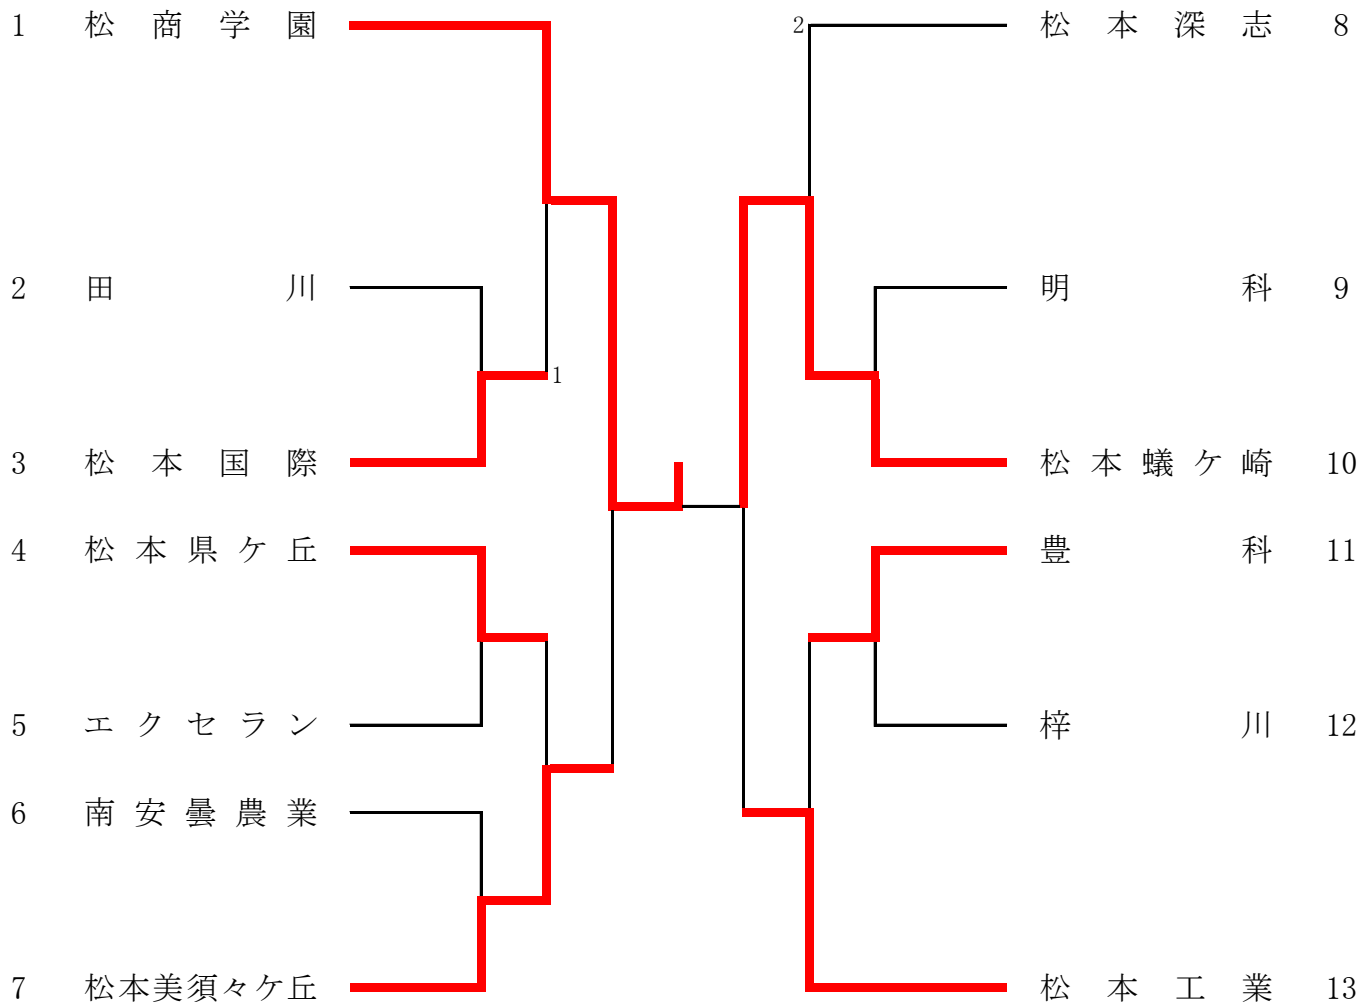 1 松商学園
2 田川
3 松本国際
4 松本県ケ丘
5 エクセラン
6 南安曇農業
7 松本美須々ケ丘
1
2
松本深志 8
明科 9
松本蟻ケ崎 10
豊科 11
梓川 12
松本工業 13